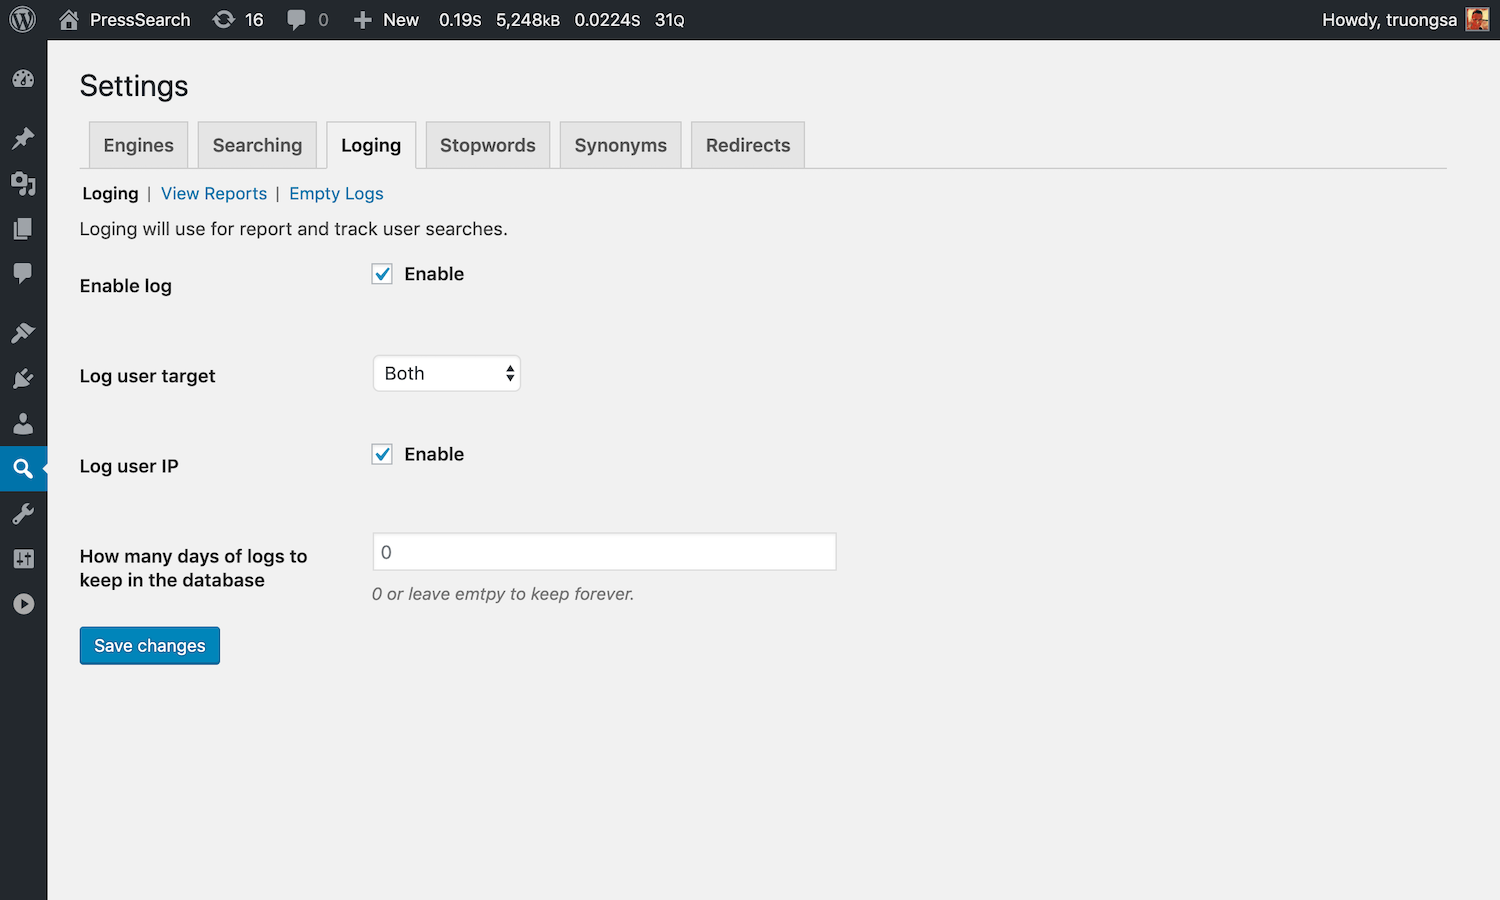 PressSearch 16 0 New 0.19S 5,248KB 0.0224S 31Q Howdy, truongsa
Settings
Engines Searching Loging Stopwords Synonyms Redirects
Loging | View Reports | Empty Logs
Loging will use for report and track user searches.
Enable log Enable
Log user target Both
Log user IP Enable
How many days of logs to
keep in the database
0
0 or leave emtpy to keep forever.
Save changes